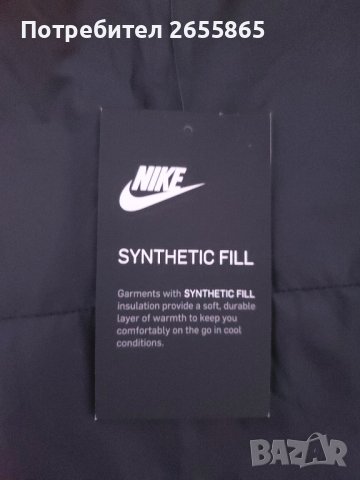 Потребител 2655865
NIKE
SYNTHETIC FILL
Garments with SYNTHETIC FILL
insulation provide a soft, durable
layer of warmth to keep you
comfortably on the go in cool
conditions.
BAZAR